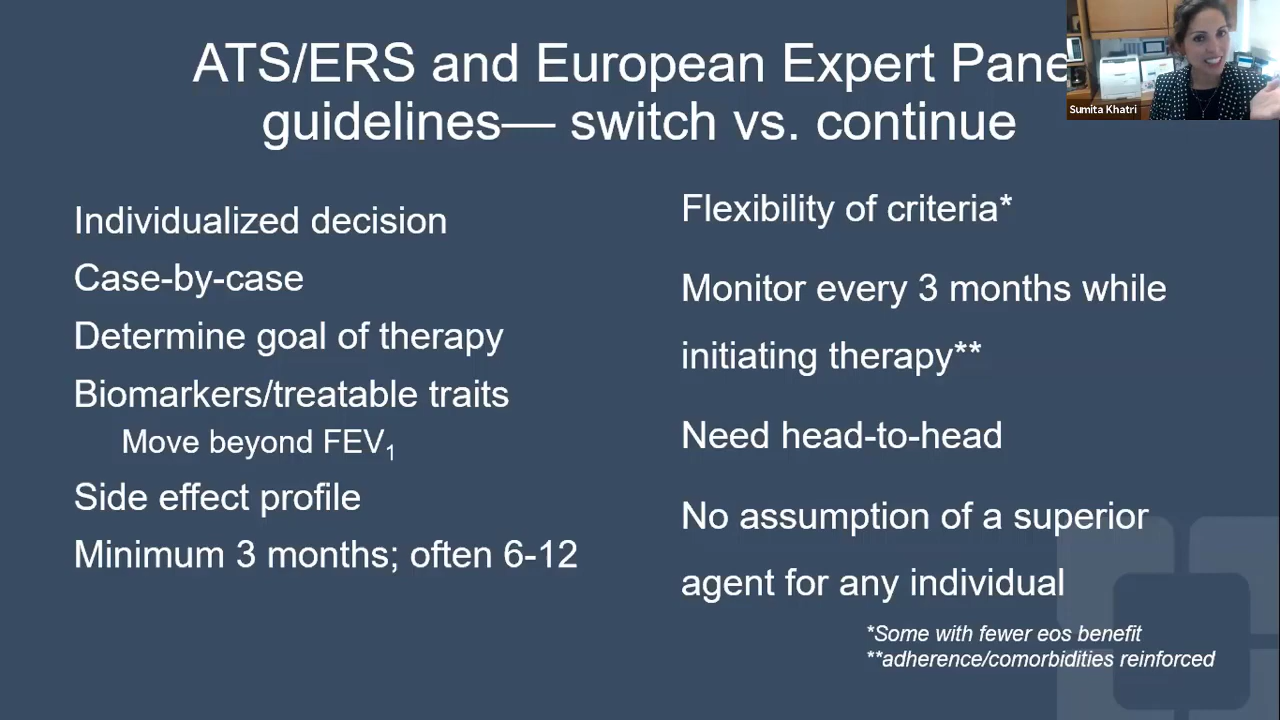 ATS/ERS and European Expert Pane
guidelines— switch vs. continue
Sumita Khatri
Individualized decision
Case-by-case
Determine goal of therapy
Biomarkers/treatable traits
Move beyond FEV₁
Side effect profile
Minimum 3 months; often 6-12
Flexibility of criteria*
Monitor every 3 months while
initiating therapy**
Need head-to-head
No assumption of a superior
agent for any individual
*Some with fewer eos benefit
**adherence/comorbidities reinforced